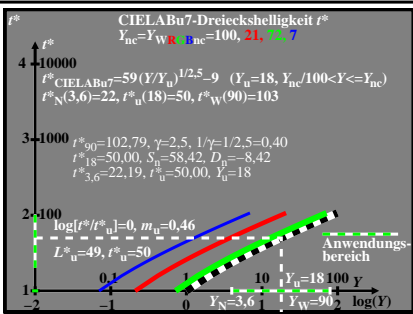 t* CIELABu7-Dreieckshelligkeit t*
t* Ync=YWRGBnc=100, 21, 72, 7
4 10000
t*CIELABu7=59(Y/Yu)1/2,5−9 (Yu=18, Ync/100<Y<=Ync)
t*N(3,6)=22, t*u(18)=50, t*W(90)=103
3 1000
t*90=102,79, γ=2,5, 1/γ=1/2,5=0,40
t*18=50,00, Sn=58,42, Dn=−8,42
t*3,6=22,19, t*u=50,00, Yu=18
2 100
log[t*/t*u]=0, mu=0,46
Anwendungs-
bereich
L*u=49, t*u=50
0.1 1 10 Yu=18 100 Y
1 YN=3,6 YW=90 log(Y)
−2 −1 0 1 2